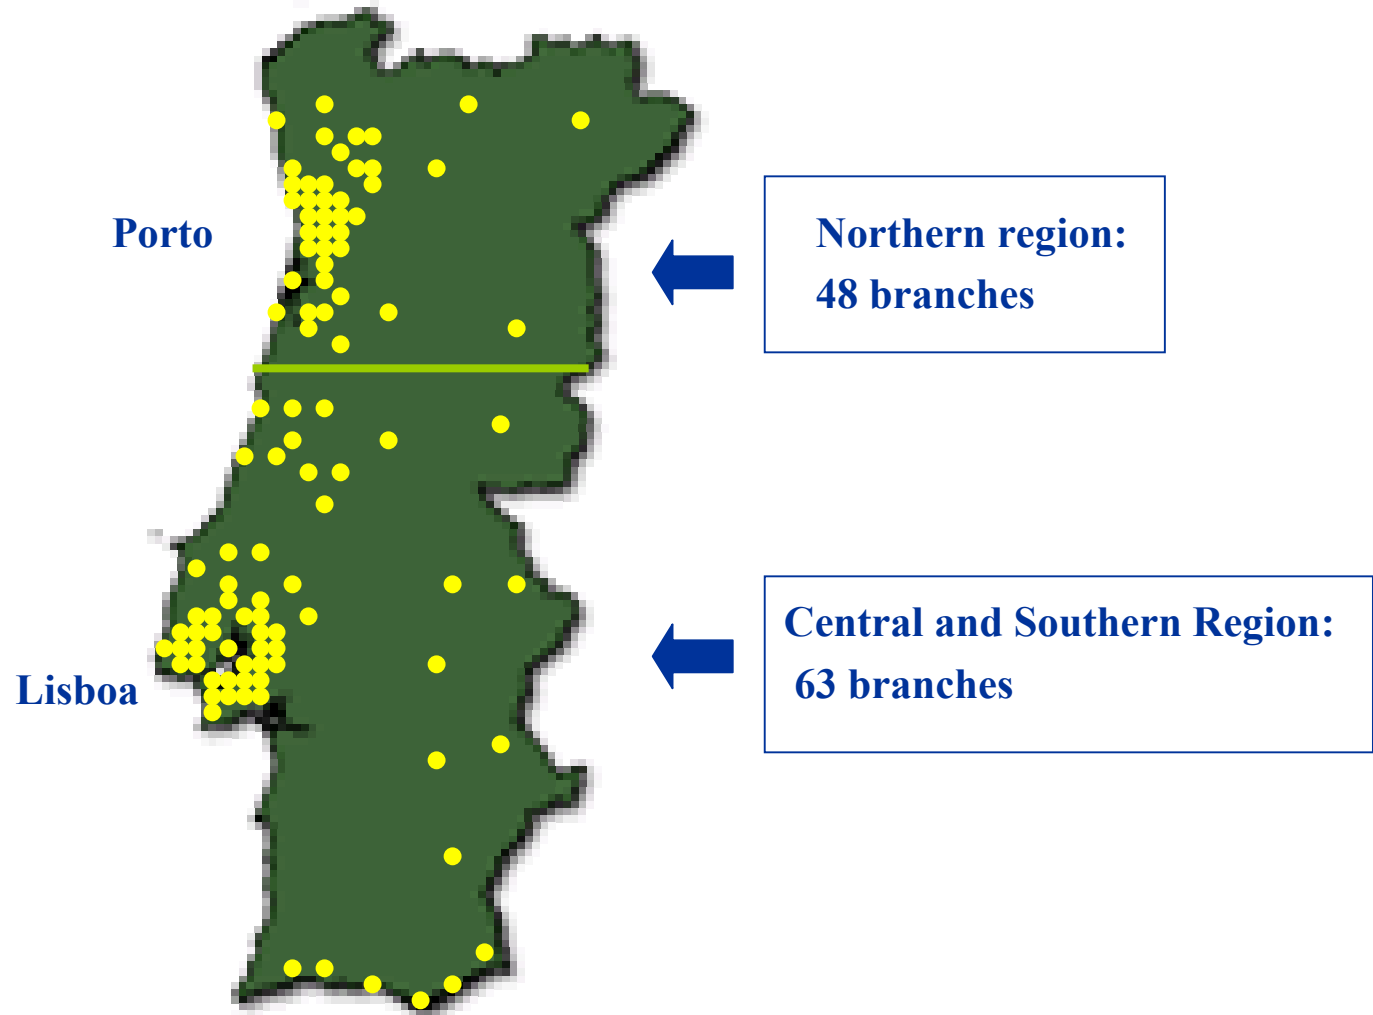 Porto
Northern region:
48 branches
Central and Southern Region:
63 branches
Lisboa